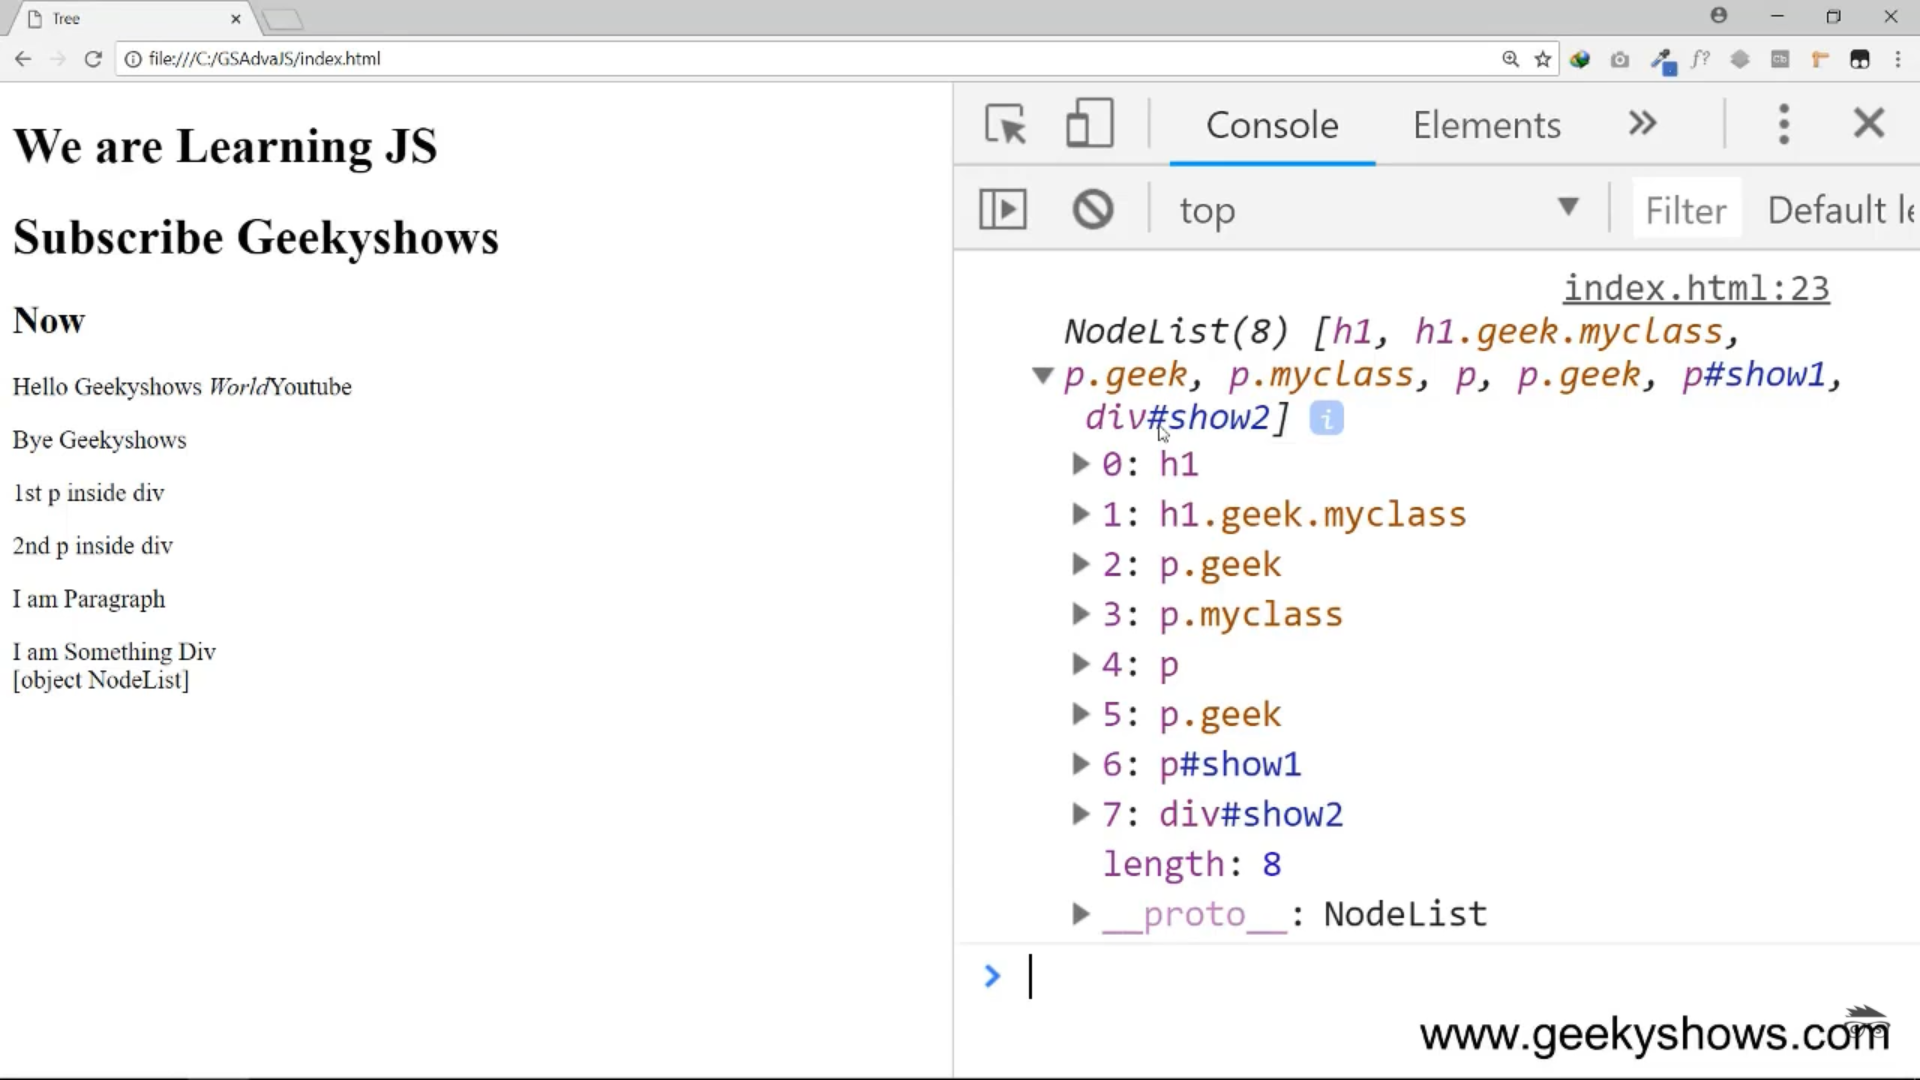 Tree
file:///C:/GSAdvaJS/index.html
We are Learning JS
Subscribe Geekyshows
Now
Hello Geekyshows WorldYoutube
Bye Geekyshows
1st p inside div
2nd p inside div
I am Paragraph
I am Something Div
[object NodeList]
Console Elements
top Filter Default le
index.html:23
NodeList(8) [h1, h1.geek.myclass,
p.geek, p.myclass, p, p.geek, p#show1,
div#show2] i
0: h1
1: h1.geek.myclass
2: p.geek
3: p.myclass
4: p
5: p.geek
6: p#show1
7: div#show2
length: 8
__proto__: NodeList
www.geekyshows.com